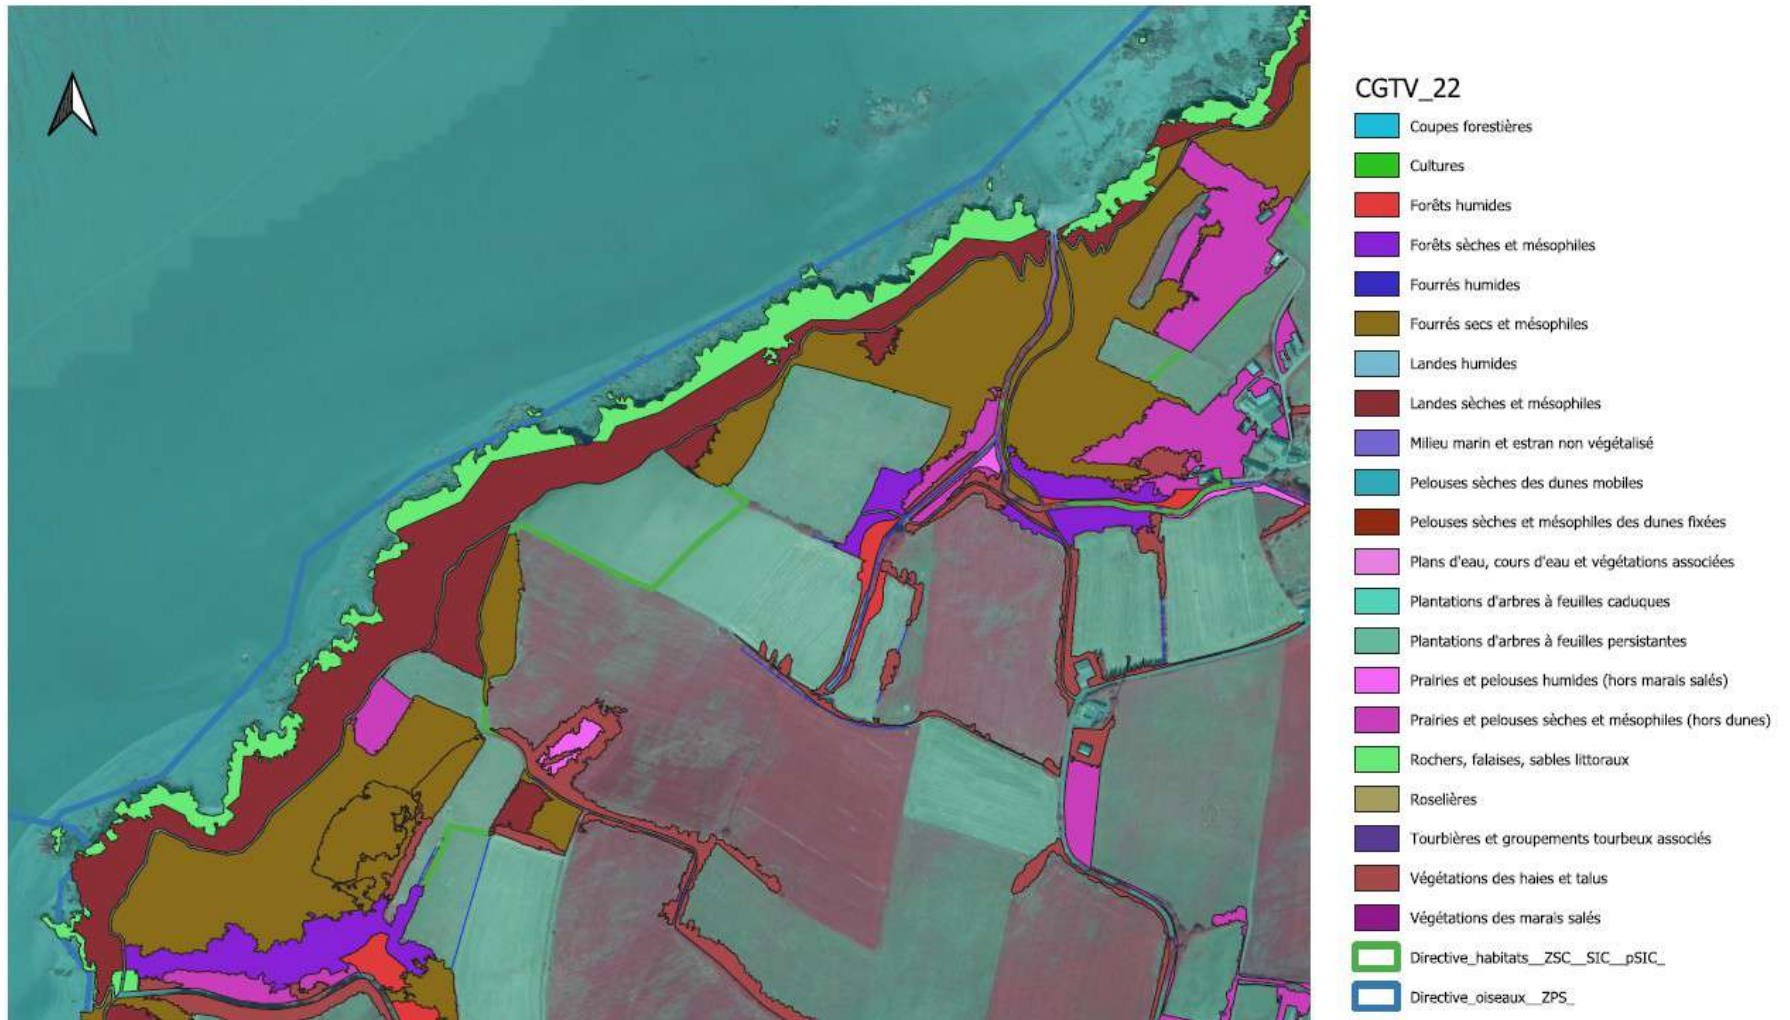 CGTV_22
Coupes forestières
Cultures
Forêts humides
Forêts sèches et mésophiles
Fourrés humides
Fourrés secs et mésophiles
Landes humides
Landes sèches et mésophiles
Milieu marin et estran non végétalisé
Pelouses sèches des dunes mobiles
Pelouses sèches et mésophiles des dunes fixées
Plans d'eau, cours d'eau et végétations associées
Plantations d'arbres à feuilles caduques
Plantations d'arbres à feuilles persistantes
Prairies et pelouses humides (hors marais salés)
Prairies et pelouses sèches et mésophiles (hors dunes)
Rochers, falaises, sables littoraux
Roselières
Tourbières et groupements tourbeux associés
Végétations des haies et talus
Végétations des marais salés
Directive_habitats__ZSC__SIC__pSIC_
Directive_oiseaux__ZPS_